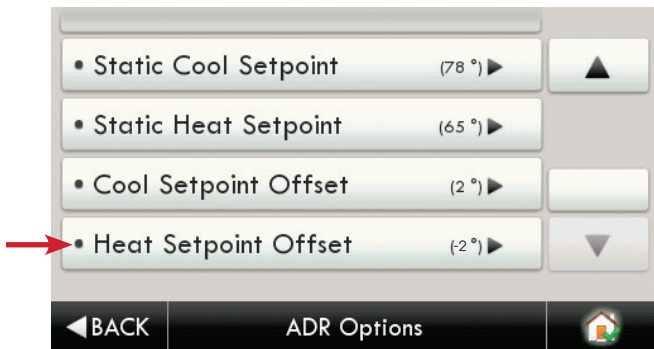 • Static Cool Setpoint (78 °) ▶
• Static Heat Setpoint (65 °) ▶
• Cool Setpoint Offset (2 °) ▶
• Heat Setpoint Offset (-2 °) ▶
◀BACK ADR Options